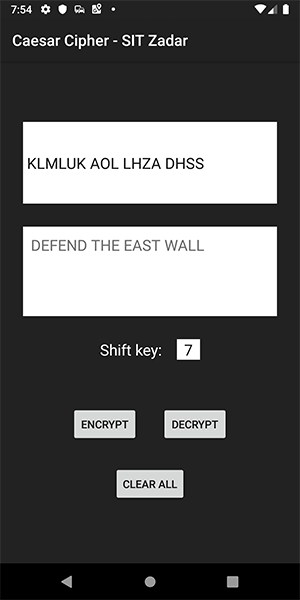 7:54
Caesar Cipher - SIT Zadar
KLMLUK AOL LHZA DHSS
DEFEND THE EAST WALL
Shift key: 7
ENCRYPT DECRYPT
CLEAR ALL